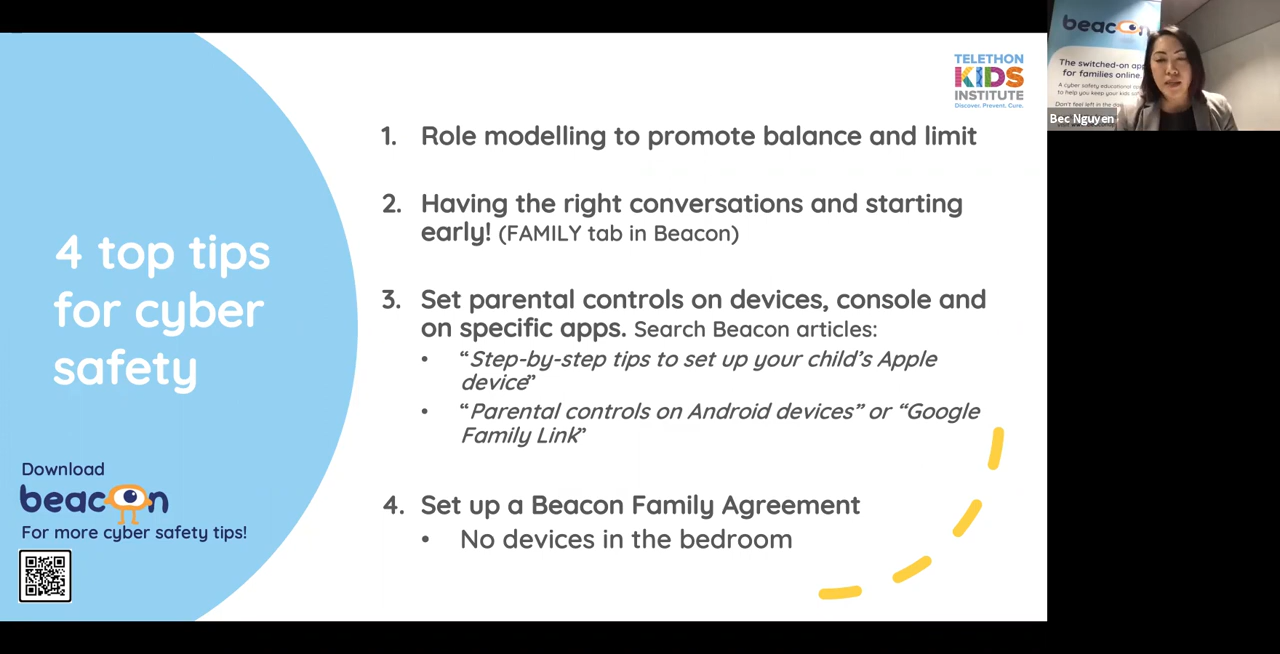 4 top tips
for cyber
safety
Download
beacon
For more cyber safety tips!
TELETHON
KIDS
INSTITUTE
Discover. Prevent. Cure.
1. Role modelling to promote balance and limit
2. Having the right conversations and starting
early! (FAMILY tab in Beacon)
3. Set parental controls on devices, console and
on specific apps. Search Beacon articles:
• “Step-by-step tips to set up your child’s Apple
device”
• “Parental controls on Android devices” or “Google
Family Link”
4. Set up a Beacon Family Agreement
• No devices in the bedroom
beacon
The switched-on
for families online.
A cyber safety educational
to help you keep your kids
Don't feel left in the
Bec Nguyen